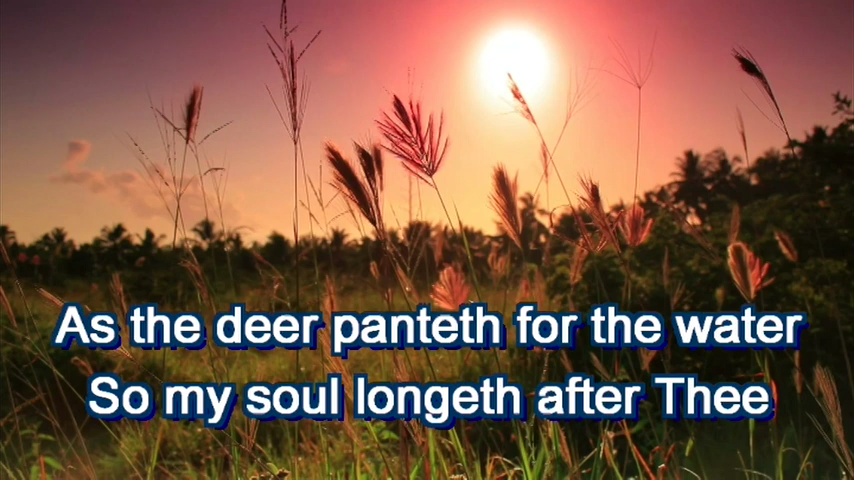 As the deer panteth for the water
So my soul longeth after Thee